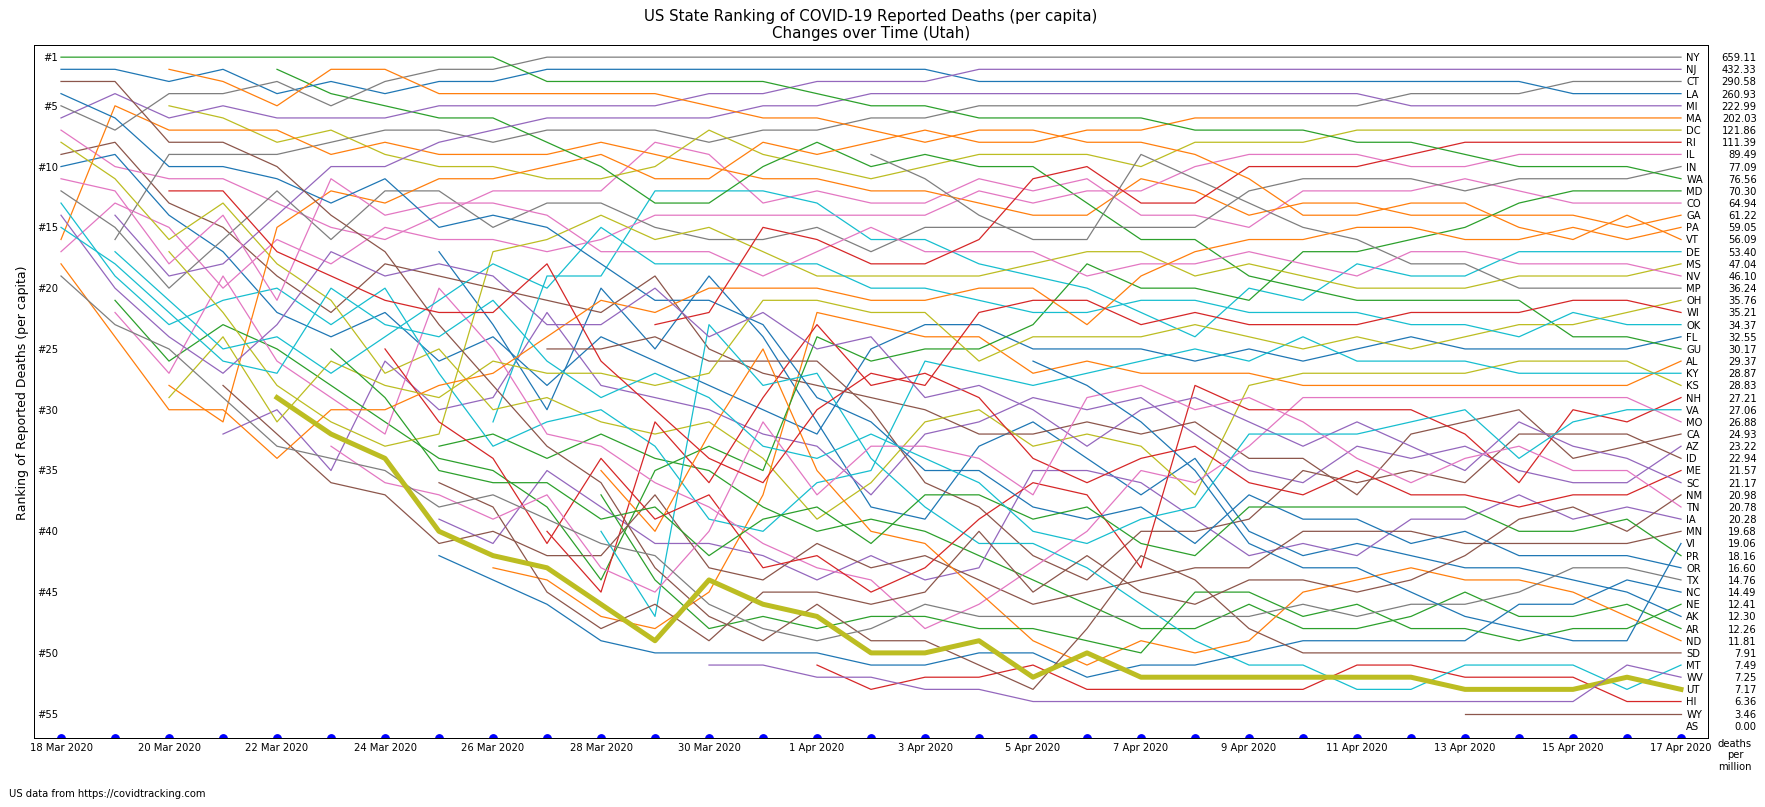 US State Ranking of COVID-19 Reported Deaths (per capita)
Changes over Time (Utah)
Ranking of Reported Deaths (per capita)
#1
#5
#10
#15
#20
#25
#30
#35
#40
#45
#50
#55
NY 659.11
NJ 432.33
CT 290.58
LA 260.93
MI 222.99
MA 202.03
DC 121.86
RI 111.39
IL 89.49
IN 77.09
WA 76.56
MD 70.30
CO 64.94
GA 61.22
PA 59.05
VT 56.09
DE 53.40
MS 47.04
NV 46.10
MP 36.24
OH 35.76
WI 35.21
OK 34.37
FL 32.55
GU 30.17
AL 29.37
KY 28.87
KS 28.83
NH 27.21
VA 27.06
MO 26.88
CA 24.93
AZ 23.22
ID 22.94
ME 21.57
SC 21.17
NM 20.98
TN 20.78
IA 20.28
MN 19.68
VI 19.06
PR 18.16
OR 16.60
TX 14.76
NC 14.49
NE 12.41
AK 12.30
AR 12.26
ND 11.81
SD 7.91
MT 7.49
WV 7.25
UT 7.17
HI 6.36
WY 3.46
AS 0.00
18 Mar 2020 20 Mar 2020 22 Mar 2020 24 Mar 2020 26 Mar 2020 28 Mar 2020 30 Mar 2020 1 Apr 2020 3 Apr 2020 5 Apr 2020 7 Apr 2020 9 Apr 2020 11 Apr 2020 13 Apr 2020 15 Apr 2020 17 Apr 2020
deaths
per
million
US data from https://covidtracking.com